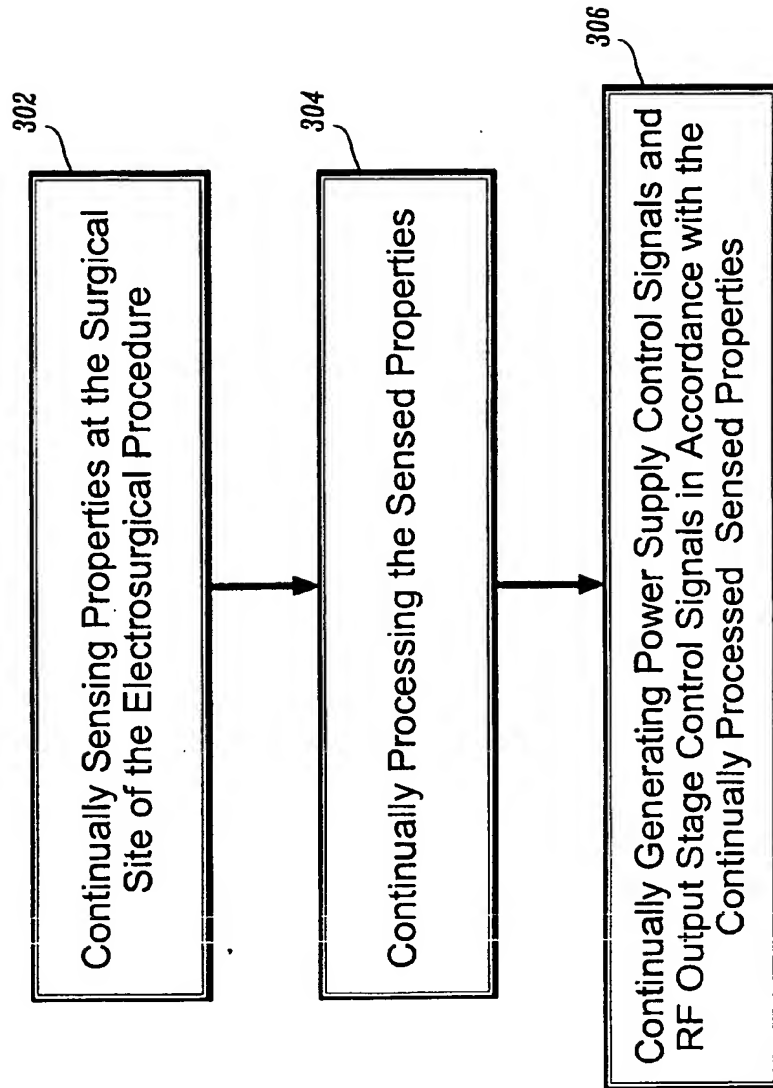 302
Continually Sensing Properties at the Surgical
Site of the Electrosurgical Procedure
304
Continually Processing the Sensed Properties
306
Continually Generating Power Supply Control Signals and
RF Output Stage Control Signals in Accordance with the
Continually Processed Sensed Properties